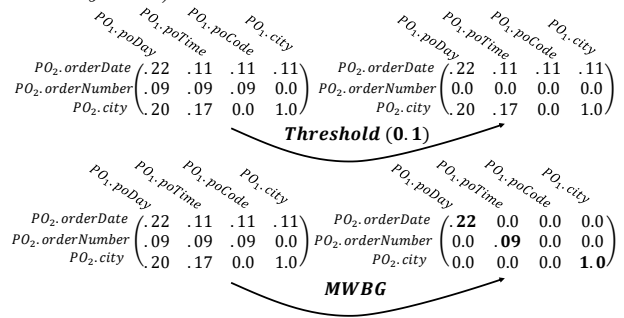 PO₁.poDay PO₁.poTime PO₁.poCode PO₁.city PO₁.poDay PO₁.poTime PO₁.poCode PO₁.city
PO₂.orderDate .22 .11 .11 .11 PO₂.orderDate .22 .11 .11 .11
PO₂.orderNumber .09 .09 .09 0.0 PO₂.orderNumber 0.0 0.0 0.0 0.0
PO₂.city .20 .17 0.0 1.0 PO₂.city .20 .17 0.0 1.0
Threshold (0.1)
PO₁.poDay PO₁.poTime PO₁.poCode PO₁.city PO₁.poDay PO₁.poTime PO₁.poCode PO₁.city
PO₂.orderDate .22 .11 .11 .11 PO₂.orderDate .22 0.0 0.0 0.0
PO₂.orderNumber .09 .09 .09 0.0 PO₂.orderNumber 0.0 .09 0.0 0.0
PO₂.city .20 .17 0.0 1.0 PO₂.city 0.0 0.0 0.0 1.0
MWBG